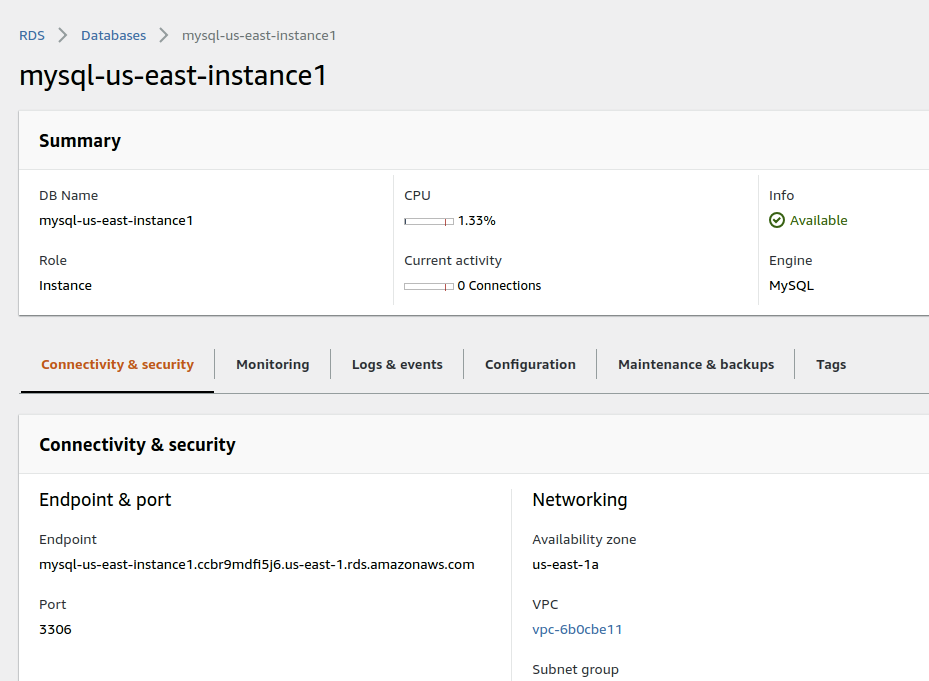 RDS > Databases > mysql-us-east-instance1
mysql-us-east-instance1
Summary
DB Name
mysql-us-east-instance1
Role
Instance
CPU
1.33%
Current activity
0 Connections
Info
Available
Engine
MySQL
Connectivity & security
Monitoring
Logs & events
Configuration
Maintenance & backups
Tags
Connectivity & security
Endpoint & port
Endpoint
mysql-us-east-instance1.ccbr9mdfi5j6.us-east-1.rds.amazonaws.com
Port
3306
Networking
Availability zone
us-east-1a
VPC
vpc-6b0cbe11
Subnet group